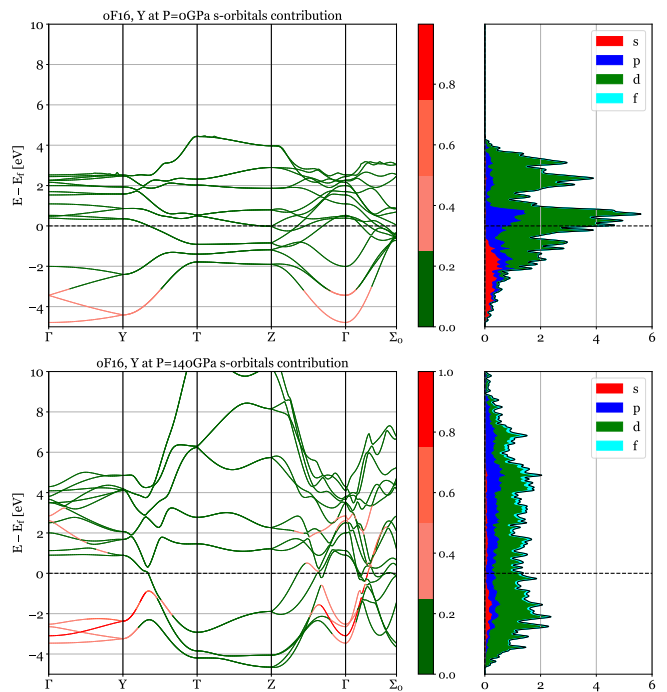 oF16, Y at P=0GPa s-orbitals contribution
E − E_f [eV]
10
8
6
4
2
0
−2
−4
Γ
Y
T
Z
Γ
Σ₀
0.8
0.6
0.4
0.2
0.0
s
p
d
f
0
2
4
6
oF16, Y at P=140GPa s-orbitals contribution
E − E_f [eV]
10
8
6
4
2
0
−2
−4
Γ
Y
T
Z
Γ
Σ₀
1.0
0.8
0.6
0.4
0.2
0.0
s
p
d
f
0
2
4
6